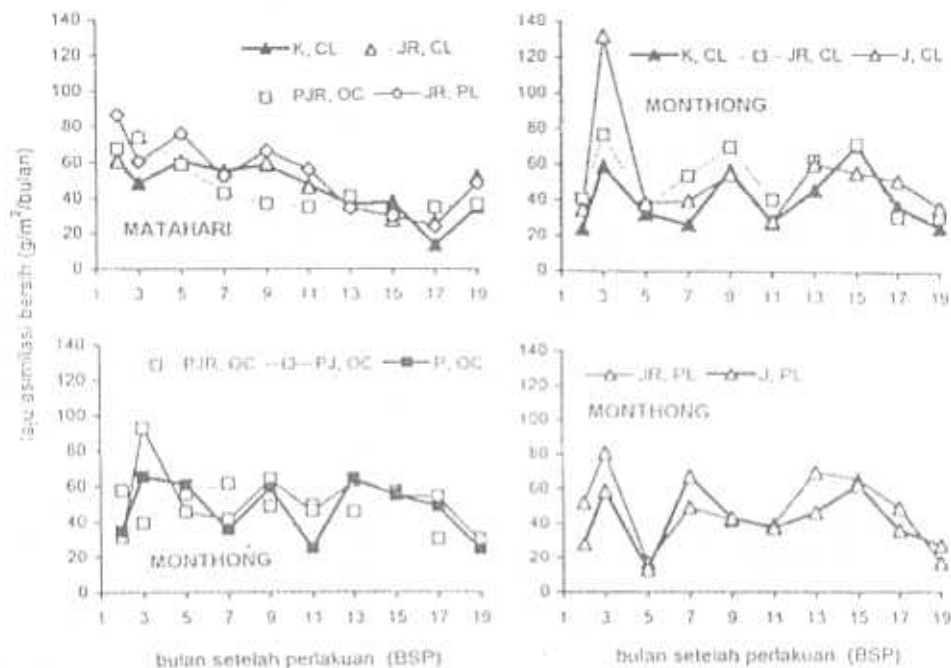 laju asimilasi bersih (g/m²/bulan)
140
120
100
80
60
40
20
0
K, CL JR, CL
PJR, OC JR, PL
MATAHARI
1 3 5 7 9 11 13 15 17 19
140
120
100
80
60
40
20
0
K, CL JR, CL J, CL
MONTHONG
1 3 5 7 9 11 13 15 17 19
140
120
100
80
60
40
20
0
PJR, OC PJ, OC P, OC
MONTHONG
1 3 5 7 9 11 13 15 17 19
bulan setelah perlakuan (BSP)
140
120
100
80
60
40
20
0
JR, PL J, PL
MONTHONG
1 3 5 7 9 11 13 15 17 19
bulan setelah perlakuan (BSP)